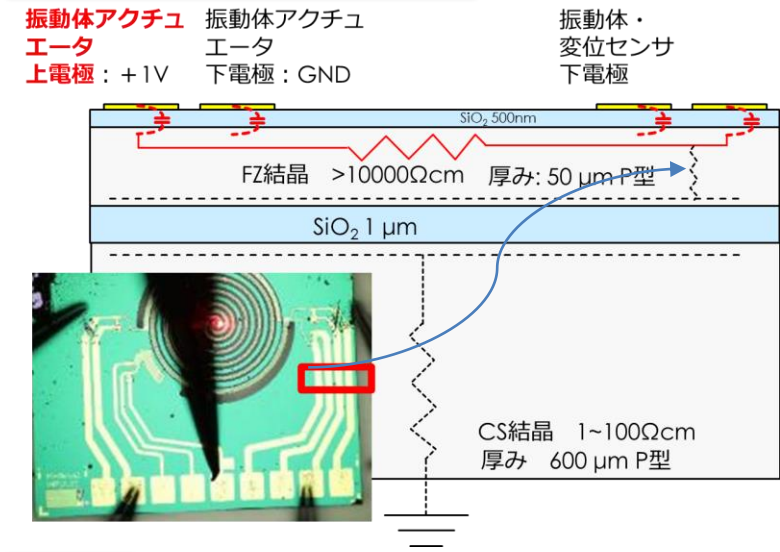 振動体アクチュ
エータ
上電極：＋1V
振動体アクチュ
エータ
下電極：GND
振動体・
変位センサ
下電極
SiO₂ 500nm
FZ結晶　>10000Ωcm　厚み: 50 μm P型
SiO₂ 1 μm
CS結晶　1~100Ωcm
厚み　600 μm P型